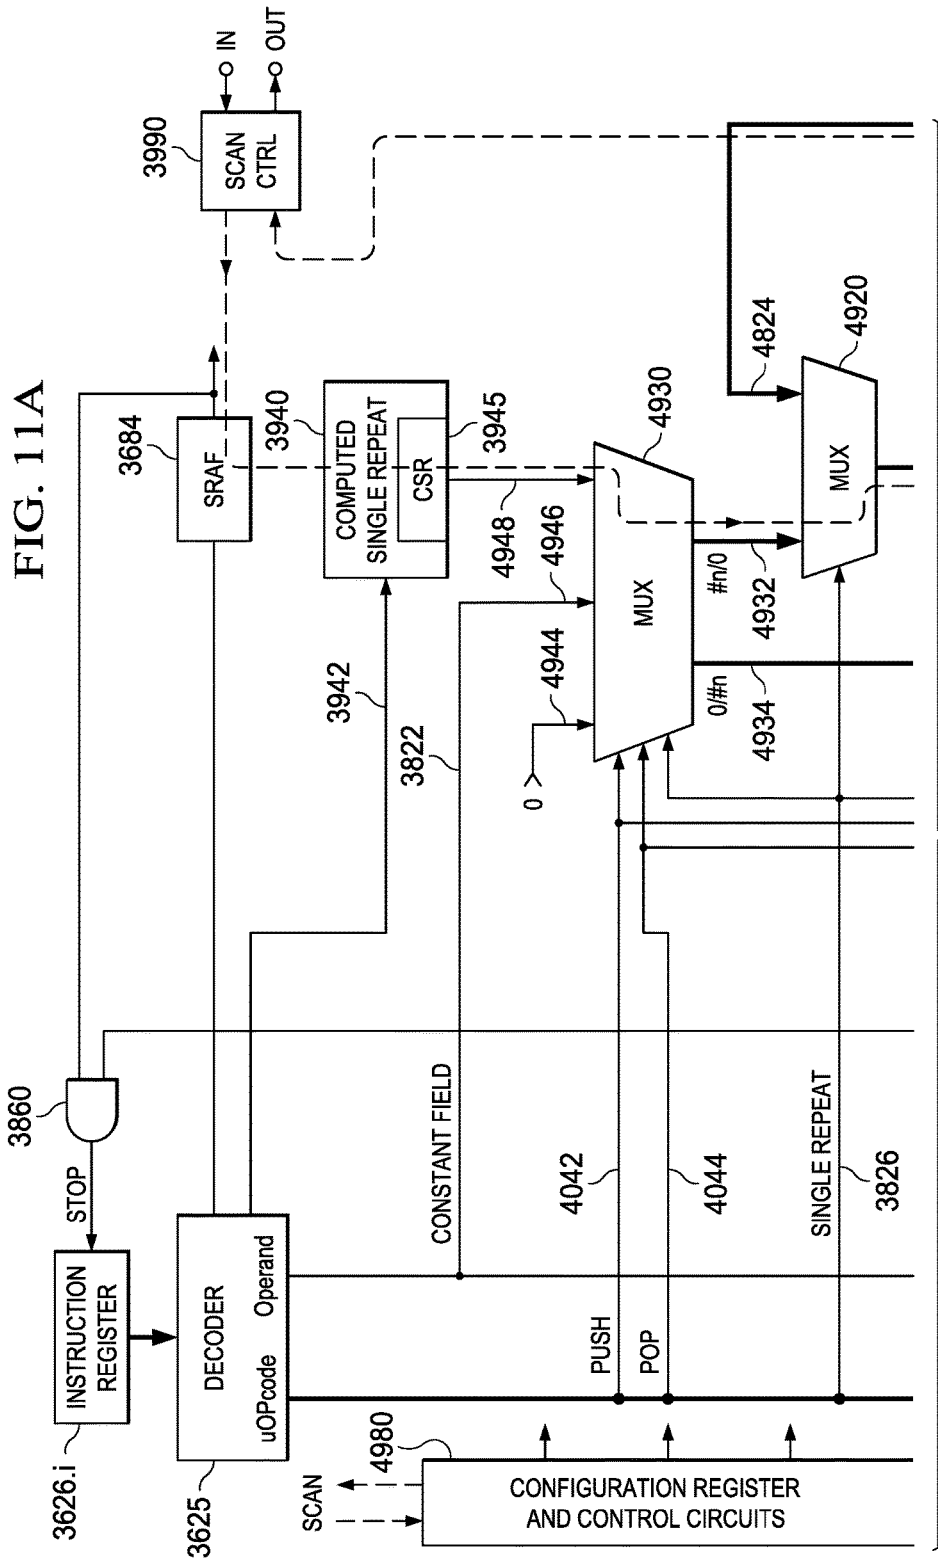 FIG. 11A
3626.i
INSTRUCTION
REGISTER
STOP
3860
3625
DECODER
uOPcode
Operand
3684
SRAF
3990
SCAN
CTRL
IN
OUT
3940
COMPUTED
SINGLE REPEAT
CSR
3945
3942
3822
CONSTANT FIELD
4948
4946
4944
0
MUX
4930
#n/0
4932
0/#n
4934
4824
4920
MUX
PUSH
4042
POP
4044
SINGLE REPEAT
3826
SCAN
4980
CONFIGURATION REGISTER
AND CONTROL CIRCUITS